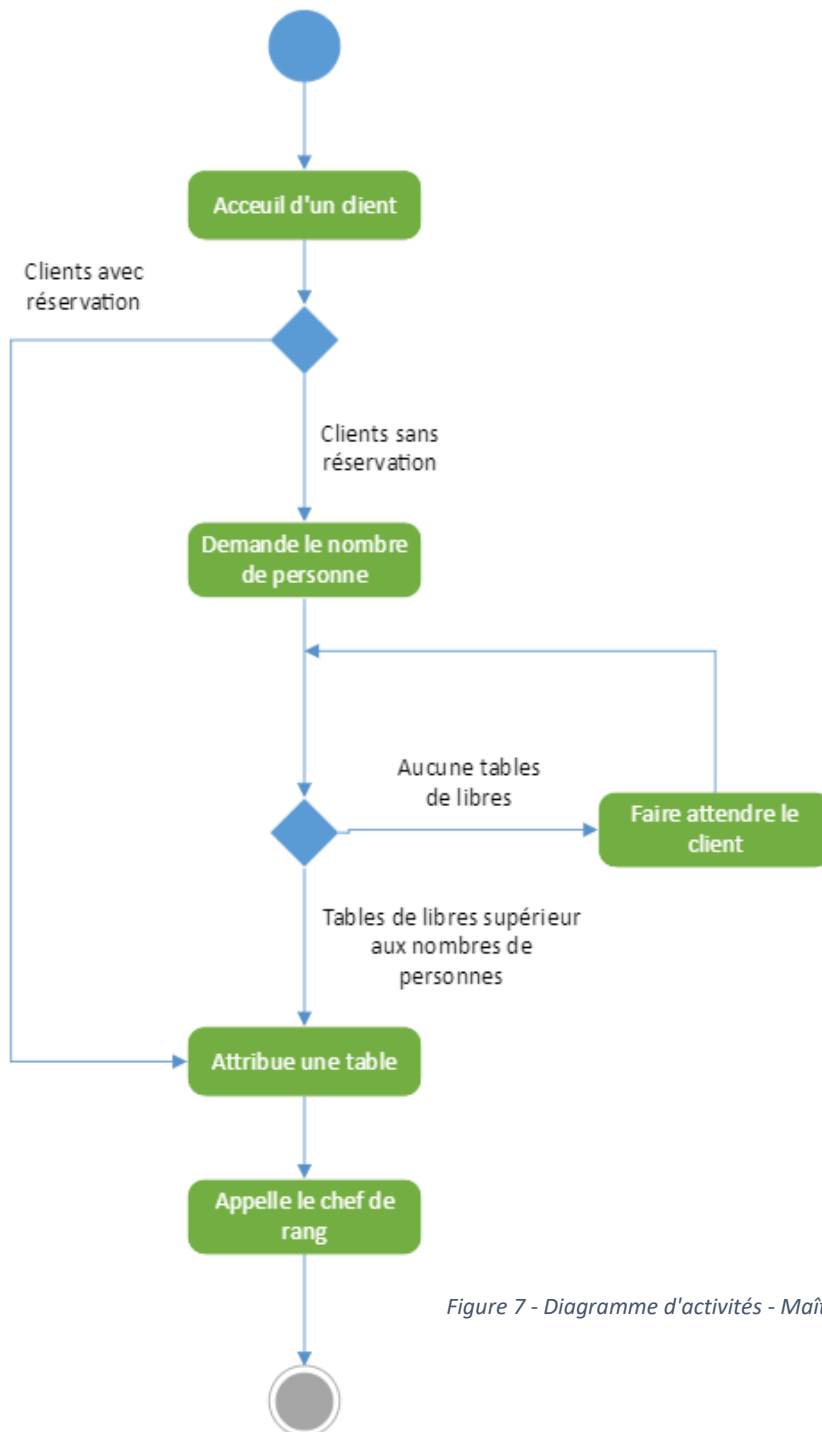 Acceuil d'un client
Clients avec
réservation
Clients sans
réservation
Demande le nombre
de personne
Aucune tables
de libres
Faire attendre le
client
Tables de libres supérieur
aux nombres de
personnes
Attribue une table
Appelle le chef de
rang
Figure 7 - Diagramme d'activités - Maît